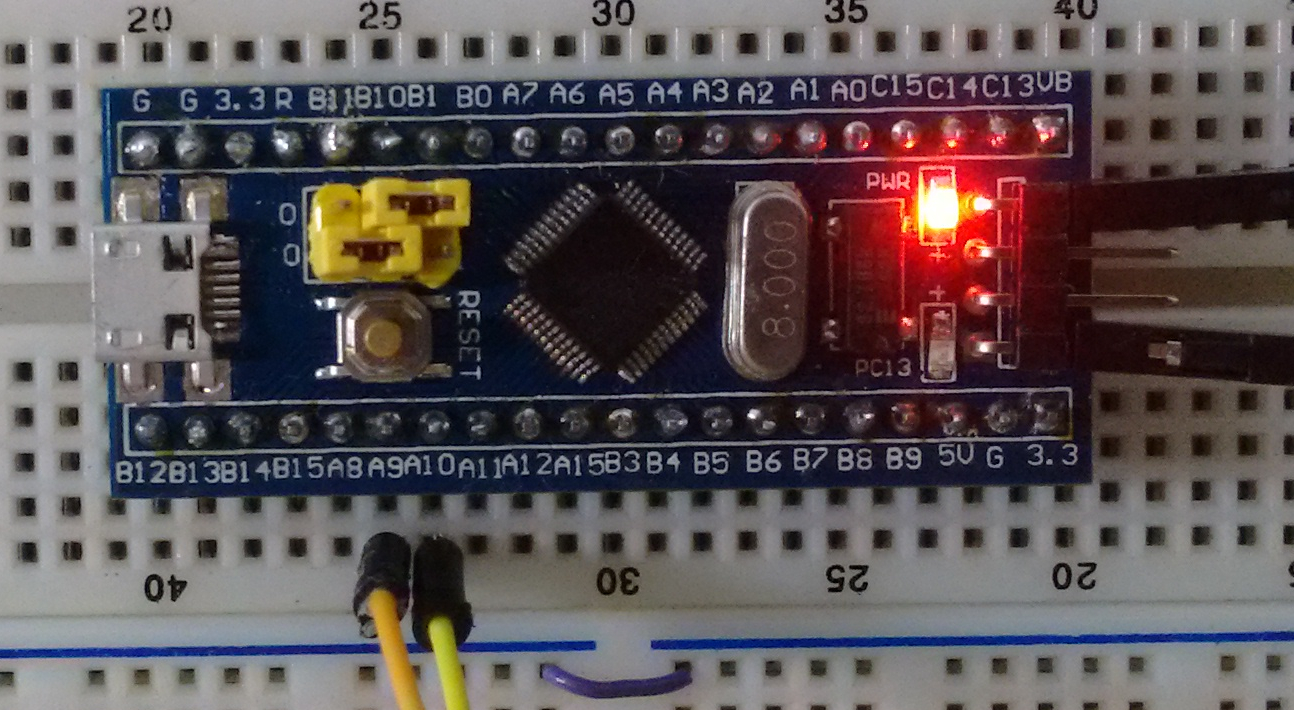 20 25 30 35 40
G G 3.3 R B11 B10 B1 B0 A7 A6 A5 A4 A3 A2 A1 A0 C15 C14 C13 VB
PWR
0
0
+
+
RESET
8.000
PC13
B12 B13 B14 B15 A8 A9 A10 A11 A12 A15 B3 B4 B5 B6 B7 B8 B9 5V G 3.3
40 30 25 20